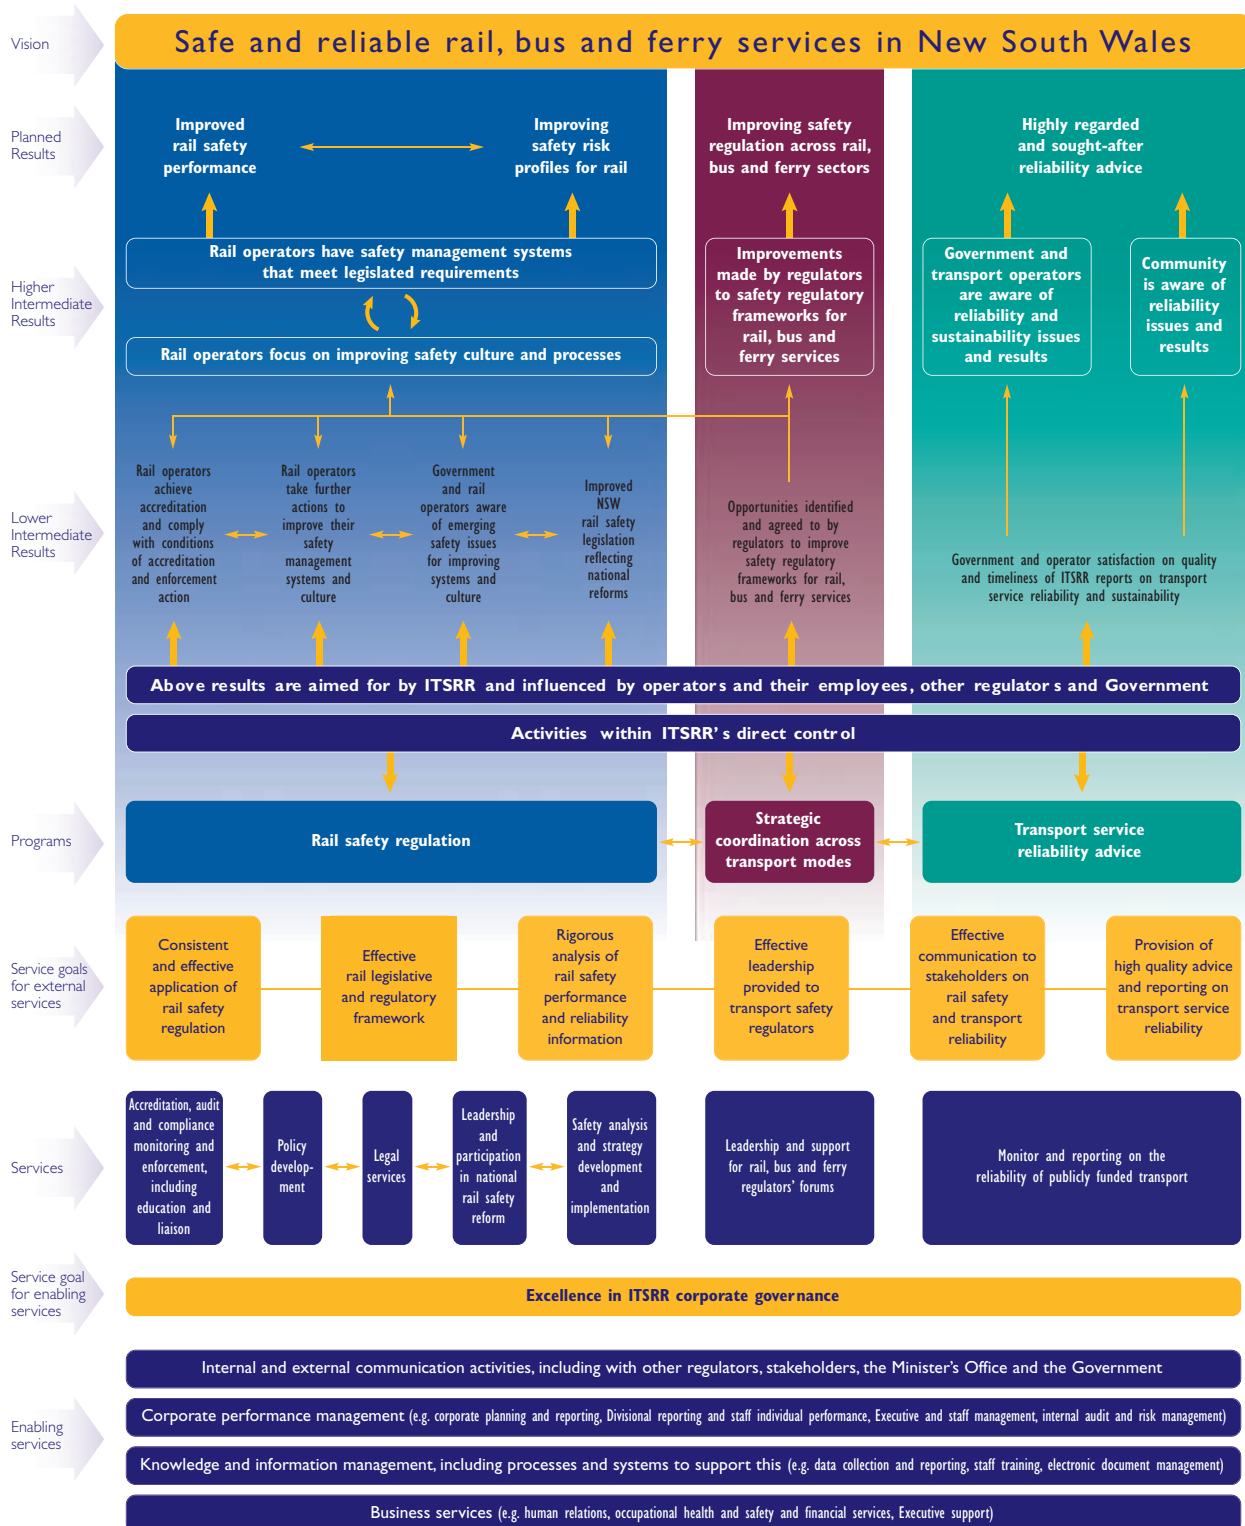 Vision
Safe and reliable rail, bus and ferry services in New South Wales
Planned
Results
Improved
rail safety
performance
Improving
safety risk
profiles for rail
Improving safety
regulation across rail,
bus and ferry sectors
Highly regarded
and sought-after
reliability advice
Higher
Intermediate
Results
Rail operators have safety management systems
that meet legislated requirements
Rail operators focus on improving safety culture and processes
Improvements
made by regulators
to safety regulatory
frameworks for
rail, bus and
ferry services
Government and
transport operators
are aware of
reliability and
sustainability issues
and results
Community
is aware of
reliability
issues and
results
Lower
Intermediate
Results
Rail operators
achieve
accreditation
and comply
with conditions
of accreditation
and enforcement
action
Rail operators
take further
actions to
improve their
safety
management
systems and
culture
Government
and rail
operators aware
of emerging
safety issues
for improving
systems and
culture
Improved
NSW
rail safety
legislation
reflecting
national
reforms
Opportunities identified
and agreed to by
regulators to improve
safety regulatory
frameworks for rail,
bus and ferry services
Government and operator satisfaction on quality
and timeliness of ITSRR reports on transport
service reliability and sustainability
Above results are aimed for by ITSRR and influenced by operators and their employees, other regulators and Government
Activities within ITSRR's direct control
Programs
Rail safety regulation
Strategic
coordination across
transport modes
Transport service
reliability advice
Service goals
for external
services
Consistent
and effective
application of
rail safety
regulation
Effective
rail legislative
and regulatory
framework
Rigorous
analysis of
rail safety
performance
and reliability
information
Effective
leadership
provided to
transport safety
regulators
Effective
communication to
stakeholders on
rail safety
and transport
reliability
Provision of
high quality advice
and reporting on
transport service
reliability
Services
Accreditation, audit
and compliance
monitoring and
enforcement,
including
education and
liaison
Policy
develop-
ment
Legal
services
Leadership
and
participation
in national
rail safety
reform
Safety analysis
and strategy
development
and
implementation
Leadership and support
for rail, bus and ferry
regulators' forums
Monitor and reporting on the
reliability of publicly funded transport
Service goal
for enabling
services
Excellence in ITSRR corporate governance
Enabling
services
Internal and external communication activities, including with other regulators, stakeholders, the Minister's Office and the Government
Corporate performance management (e.g. corporate planning and reporting, Divisional reporting and staff individual performance, Executive and staff management, internal audit and risk management)
Knowledge and information management, including processes and systems to support this (e.g. data collection and reporting, staff training, electronic document management)
Business services (e.g. human relations, occupational health and safety and financial services, Executive support)